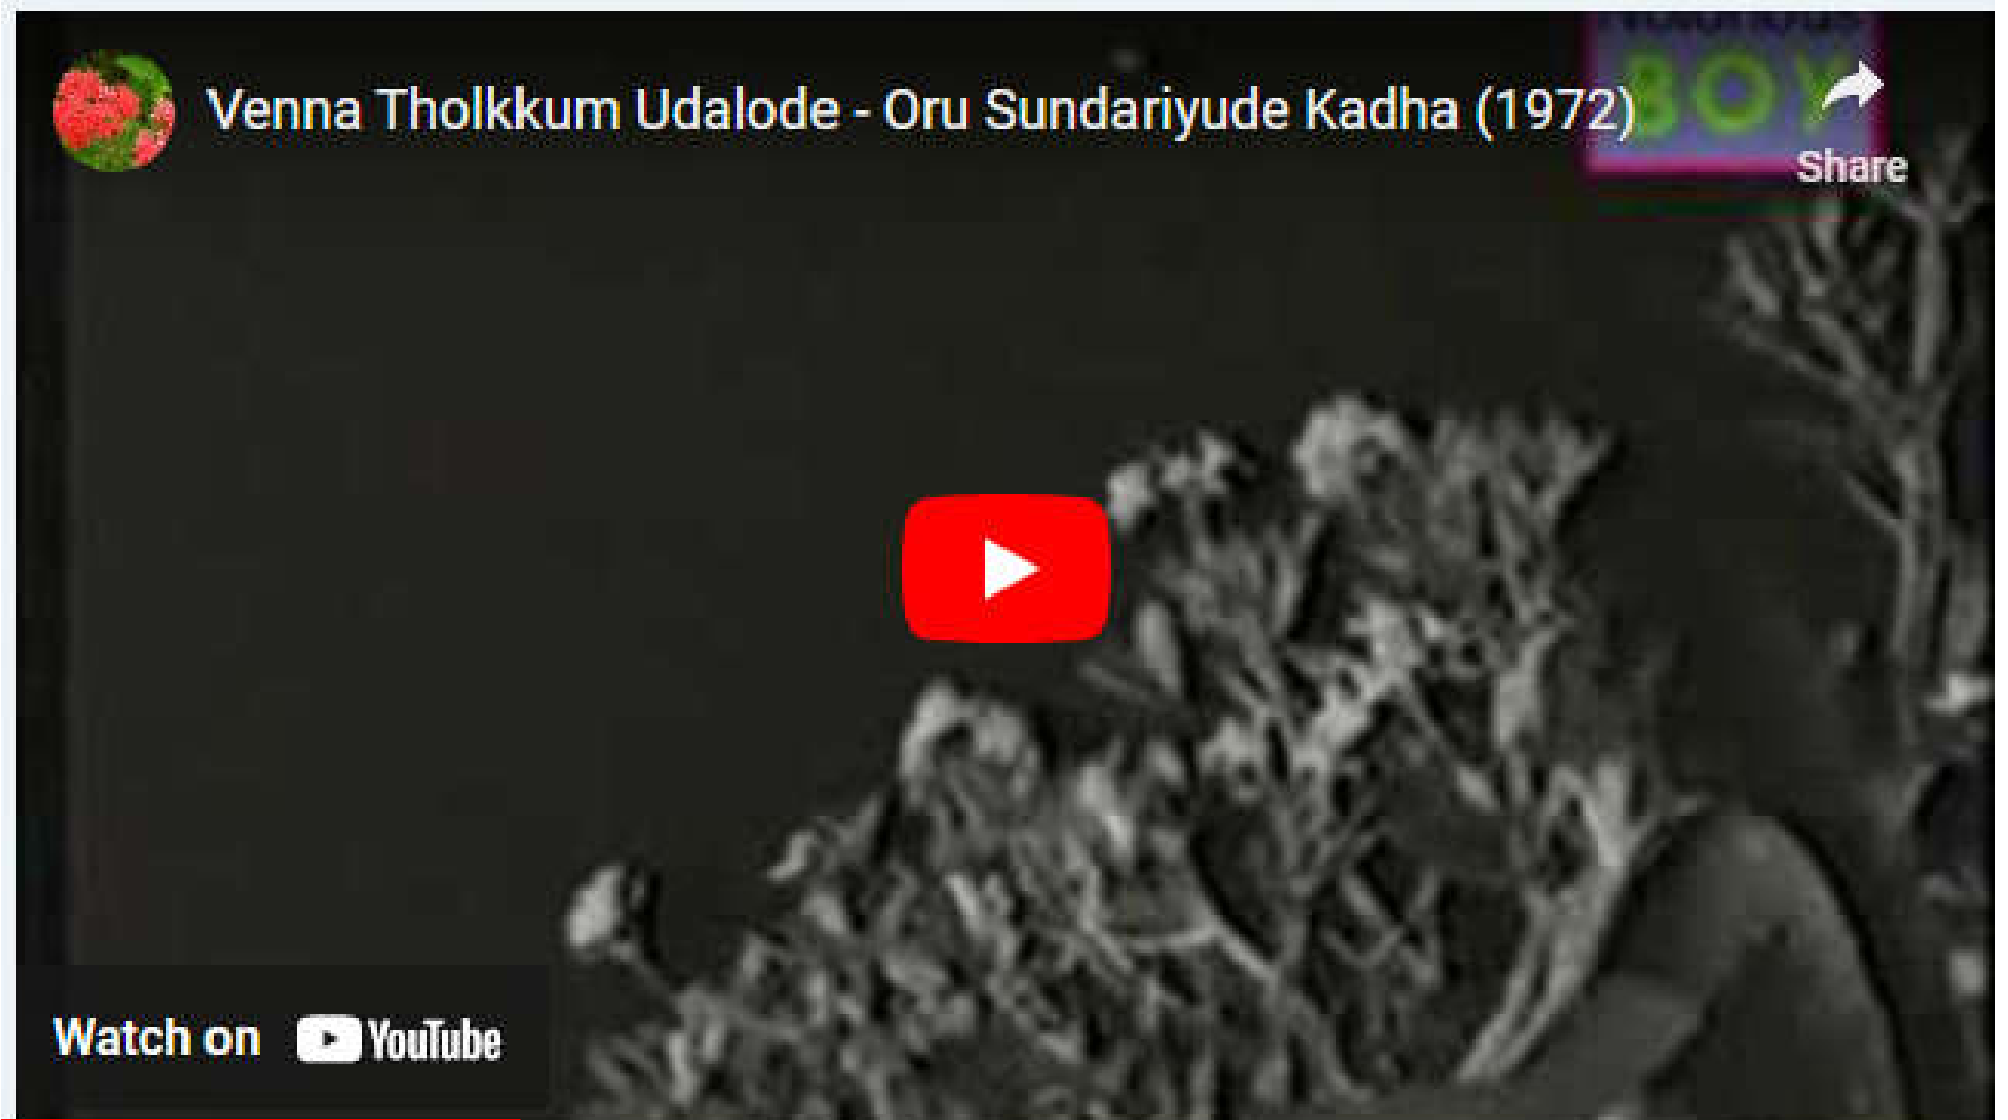 Venna Tholkkum Udalode - Oru Sundariyude Kadha (1972)
BOY
Share
Watch on YouTube